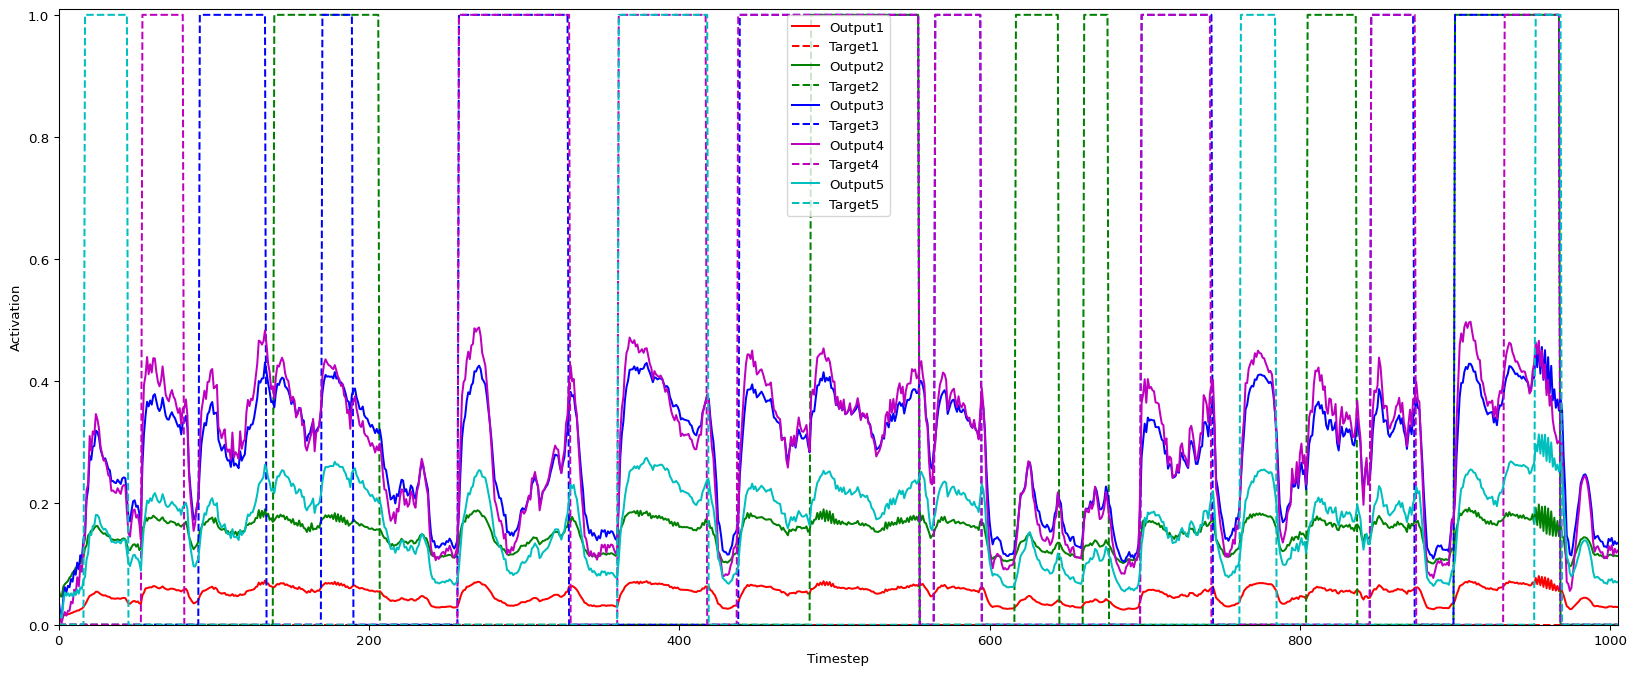 1.0
0.8
0.6
0.4
0.2
0.0
Activation
Output1
Target1
Output2
Target2
Output3
Target3
Output4
Target4
Output5
Target5
0 200 400 600 800 1000
Timestep